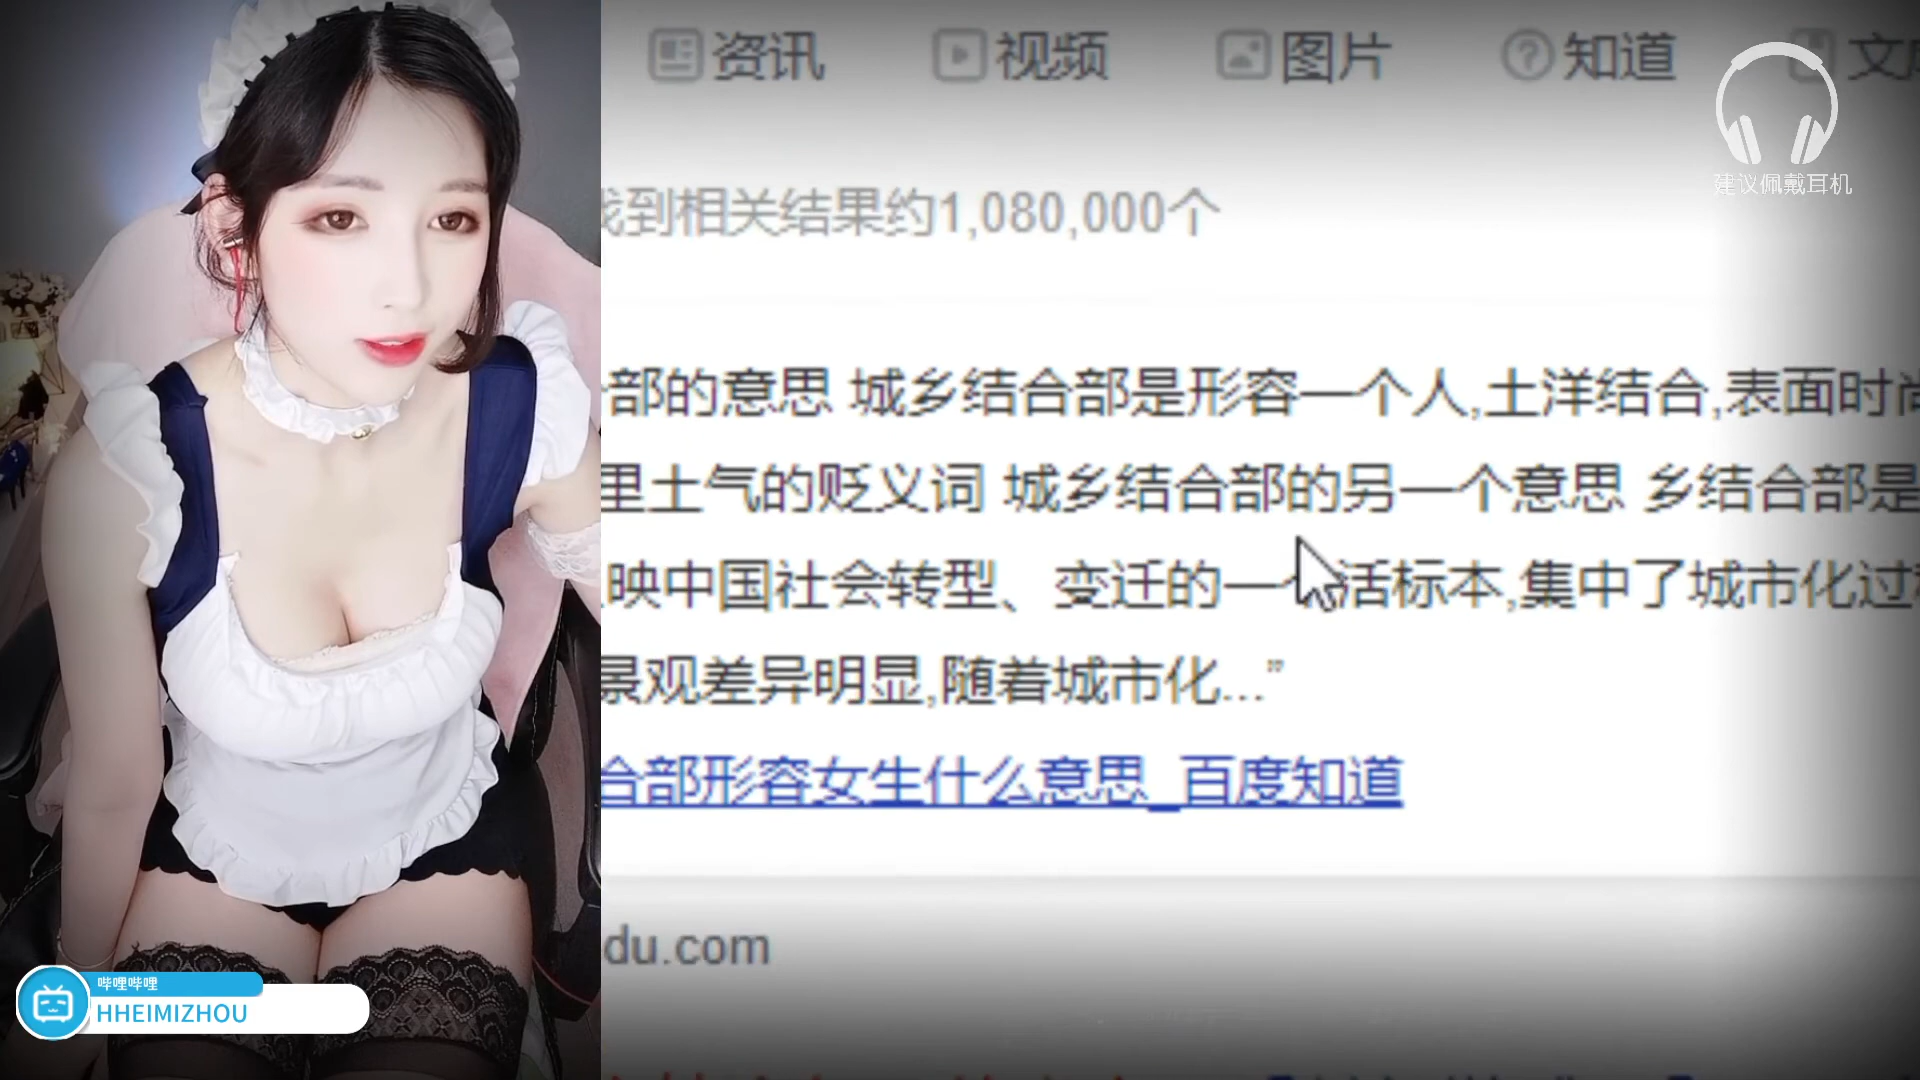 资讯 视频 图片 知道
建议佩戴耳机
到相关结果约1,080,000个
部的意思 城乡结合部是形容一个人,土洋结合,表面时尚
里土气的贬义词 城乡结合部的另一个意思 乡结合部是
映中国社会转型、变迁的一个活标本,集中了城市化过程
景观差异明显,随着城市化...”
合部形容女生什么意思_百度知道
du.com
哔哩哔哩
HHEIMIZHOU